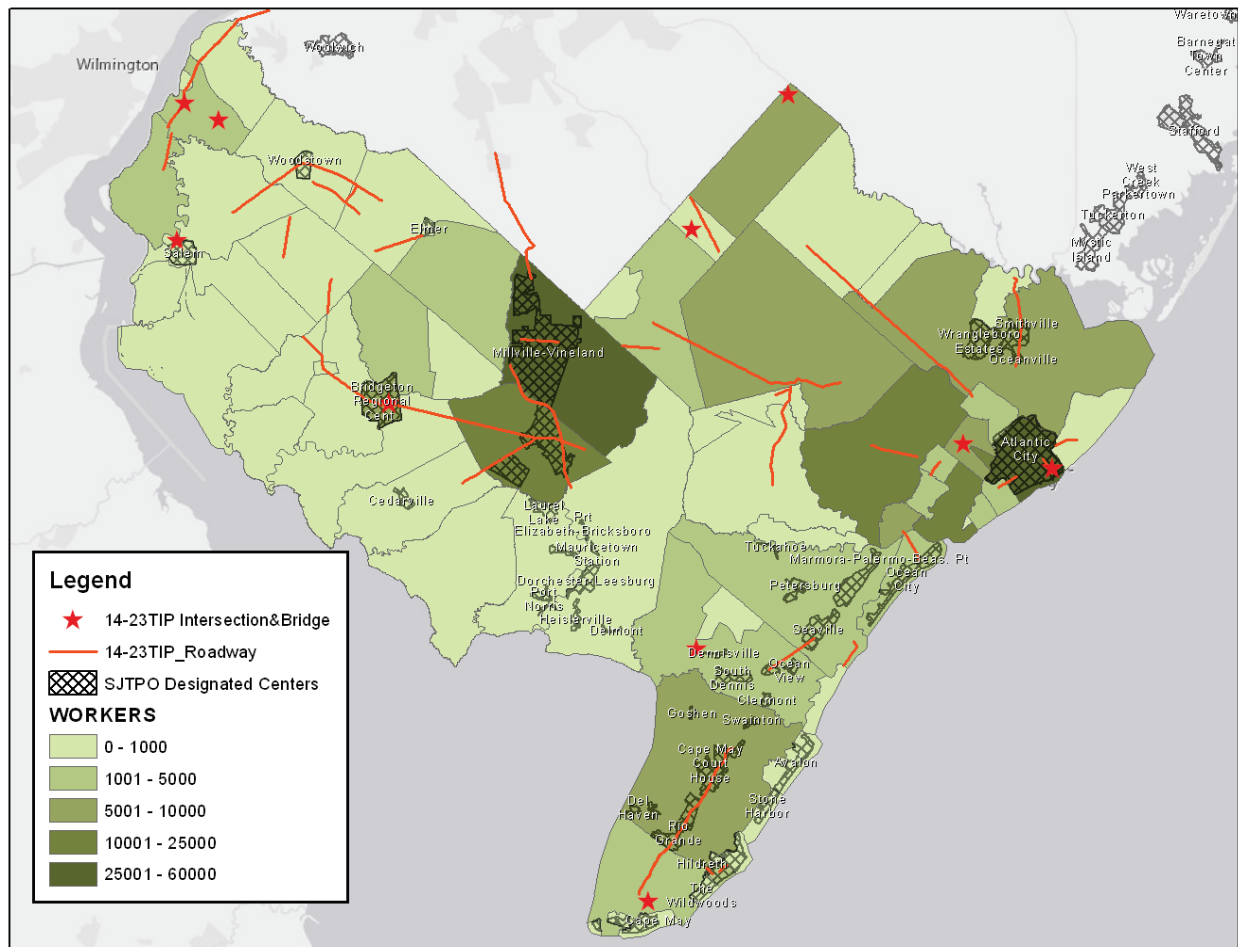 Waretown
Barnegat
Town
Center
Woolwich
Wilmington
Stafford
West
Creek
Parkertown
Tuckerton
Mystic
Island
Woodstown
Elmer
Salem
Smithville
Wrangleboro
Estates
Oceanville
Millville-Vineland
Bridgeton
Regional
Cent
Atlantic
City
Cedarville
Laurel
Lake
Prt
Elizabeth-Bricksboro
Mauricetown
Station
Tuckahoe
Marmora-Palermo-Beas. Pt
Ocean
City
Petersburg
Dorchester-Leesburg
Port
Norris
Heislerville
Delmont
Seaville
Dennisville
South
Dennis
Ocean
View
Clermont
Goshen
Swainton
Cape May
Court
House
Avalon
Stone
Harbor
Del
Haven
Rio
Grande
Hildreth
The
Wildwoods
Cape May
Legend
14-23TIP Intersection&Bridge
14-23TIP_Roadway
SJTPO Designated Centers
WORKERS
0 - 1000
1001 - 5000
5001 - 10000
10001 - 25000
25001 - 60000